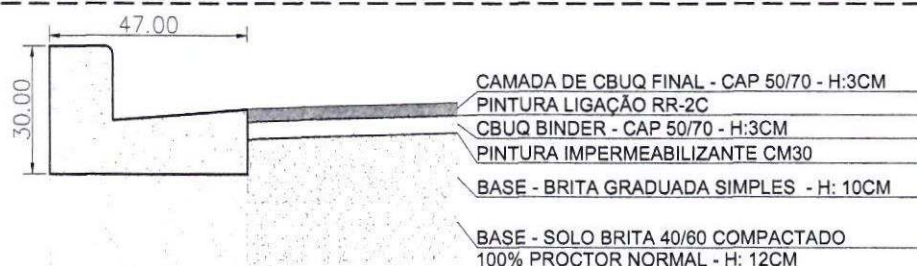 47.00
30.00
CAMADA DE CBUQ FINAL - CAP 50/70 - H:3CM
PINTURA LIGAÇÃO RR-2C
CBUQ BINDER - CAP 50/70 - H:3CM
PINTURA IMPERMEABILIZANTE CM30
BASE - BRITA GRADUADA SIMPLES - H: 10CM
BASE - SOLO BRITA 40/60 COMPACTADO
100% PROCTOR NORMAL - H: 12CM